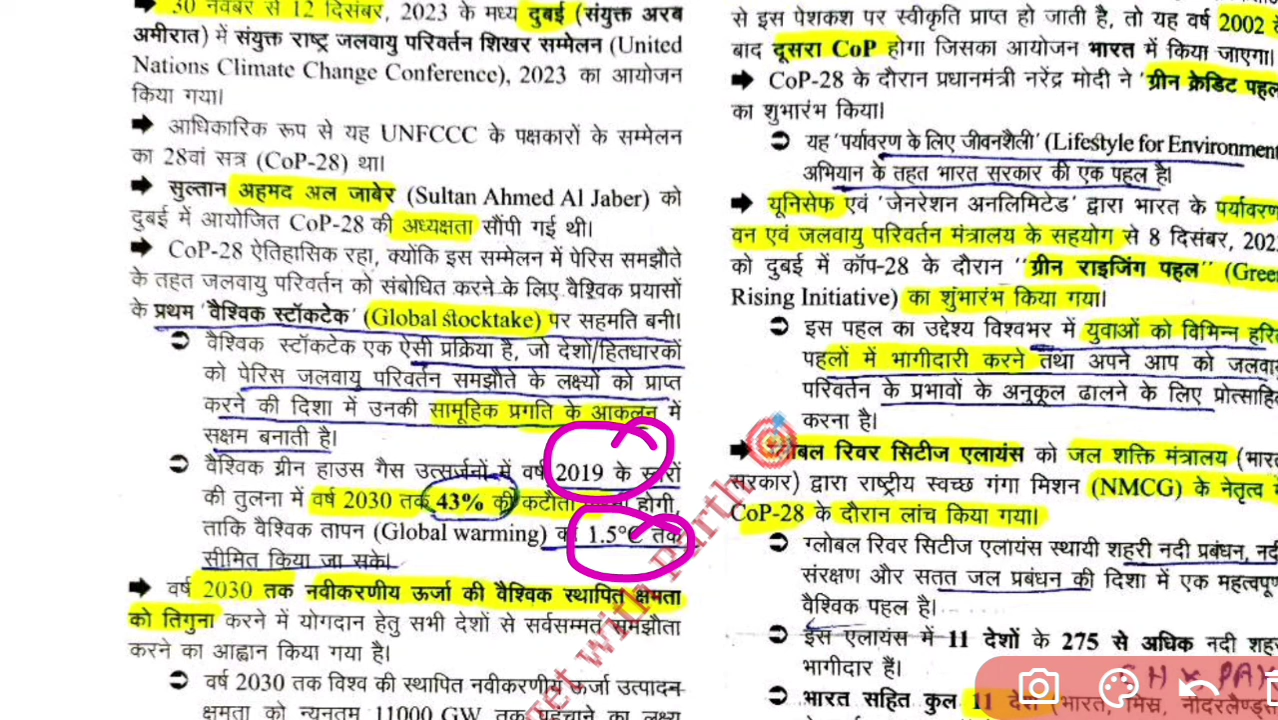 ➡ 30 नवंबर से 12 दिसंबर, 2023 के मध्य दुबई (संयुक्त अरब
अमीरात) में संयुक्त राष्ट्र जलवायु परिवर्तन शिखर सम्मेलन (United
Nations Climate Change Conference), 2023 का आयोजन
किया गया।
➡ आधिकारिक रूप से यह UNFCCC के पक्षकारों के सम्मेलन
का 28वां सत्र (CoP-28) था।
➡ सुल्तान अहमद अल जाबेर (Sultan Ahmed Al Jaber) को
दुबई में आयोजित CoP-28 की अध्यक्षता सौंपी गई थी।
➡ CoP-28 ऐतिहासिक रहा, क्योंकि इस सम्मेलन में पेरिस समझौते
के तहत जलवायु परिवर्तन को संबोधित करने के लिए वैश्विक प्रयासों
के प्रथम 'वैश्विक स्टॉकटेक' (Global stocktake) पर सहमति बनी।
वैश्विक स्टॉकटेक एक ऐसी प्रक्रिया है, जो देशों/हितधारकों
को पेरिस जलवायु परिवर्तन समझौते के लक्ष्यों को प्राप्त
करने की दिशा में उनकी सामूहिक प्रगति के आकलन में
सक्षम बनाती है।
वैश्विक ग्रीन हाउस गैस उत्सर्जनों में वर्ष 2019 के स्तरों
की तुलना में वर्ष 2030 तक 43% की कटौती होगी,
ताकि वैश्विक तापन (Global warming) को 1.5°C तक
सीमित किया जा सके।
➡ वर्ष 2030 तक नवीकरणीय ऊर्जा की वैश्विक स्थापित क्षमता
को तिगुना करने में योगदान हेतु सभी देशों से सर्वसम्मत समझौता
करने का आह्वान किया गया है।
वर्ष 2030 तक विश्व की स्थापित नवीकरणीय ऊर्जा उत्पादन
क्षमता को न्यूनतम 11000 GW तक पहुंचाने का लक्ष्य
से इस पेशकश पर स्वीकृति प्राप्त हो जाती है, तो यह वर्ष 2002 के
बाद दूसरा CoP होगा जिसका आयोजन भारत में किया जाएगा।
➡ CoP-28 के दौरान प्रधानमंत्री नरेंद्र मोदी ने 'ग्रीन क्रेडिट पहल
का शुभारंभ किया।
यह 'पर्यावरण के लिए जीवनशैली' (Lifestyle for Environment
अभियान के तहत भारत सरकार की एक पहल है।
➡ यूनिसेफ एवं 'जेनरेशन अनलिमिटेड' द्वारा भारत के पर्यावरण
वन एवं जलवायु परिवर्तन मंत्रालय के सहयोग से 8 दिसंबर, 202
को दुबई में कॉप-28 के दौरान "ग्रीन राइजिंग पहल" (Green
Rising Initiative) का शुभारंभ किया गया।
इस पहल का उद्देश्य विश्वभर में युवाओं को विभिन्न हरि
पहलों में भागीदारी करने तथा अपने आप को जलवा
परिवर्तन के प्रभावों के अनुकूल ढालने के लिए प्रोत्साहि
करना है।
➡ ग्लोबल रिवर सिटीज एलायंस को जल शक्ति मंत्रालय (भारत
सरकार) द्वारा राष्ट्रीय स्वच्छ गंगा मिशन (NMCG) के नेतृत्व
CoP-28 के दौरान लांच किया गया।
ग्लोबल रिवर सिटीज एलायंस स्थायी शहरी नदी प्रबंधन, नदी
संरक्षण और सतत जल प्रबंधन की दिशा में एक महत्वपूर्
वैश्विक पहल है।
इस एलायंस में 11 देशों के 275 से अधिक नदी शहर
भागीदार हैं।
भारत सहित कुल 11 देश (भारत, मिस्र, नीदरलैण्ड्स
net with Parth